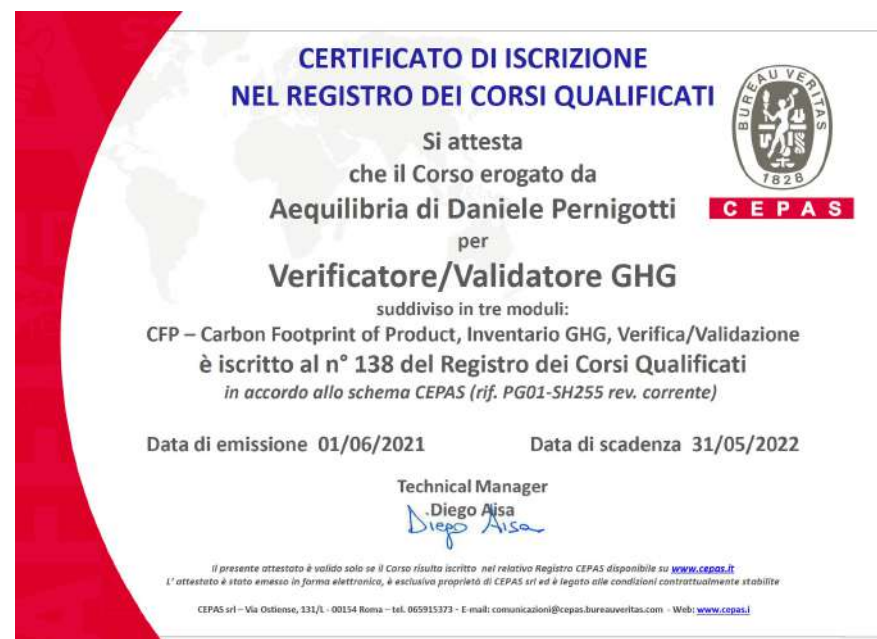 CERTIFICATO DI ISCRIZIONE
NEL REGISTRO DEI CORSI QUALIFICATI
BUREAU VERITAS
1828
CEPAS
Si attesta
che il Corso erogato da
Aequilibria di Daniele Pernigotti
per
Verificatore/Validatore GHG
suddiviso in tre moduli:
CFP – Carbon Footprint of Product, Inventario GHG, Verifica/Validazione
è iscritto al n° 138 del Registro dei Corsi Qualificati
in accordo allo schema CEPAS (rif. PG01-SH255 rev. corrente)
Data di emissione 01/06/2021 Data di scadenza 31/05/2022
Technical Manager
Diego Aisa
Diego Aisa
Il presente attestato è valido solo se il Corso risulta iscritto nel relativo Registro CEPAS disponibile su www.cepas.it
L' attestato è stato emesso in forma elettronica, è esclusiva proprietà di CEPAS srl ed è legato alle condizioni contrattualmente stabilite
CEPAS srl – Via Ostiense, 131/L - 00154 Roma – tel. 065915373 - E-mail: comunicazioni@cepas.bureauveritas.com - Web: www.cepas.i